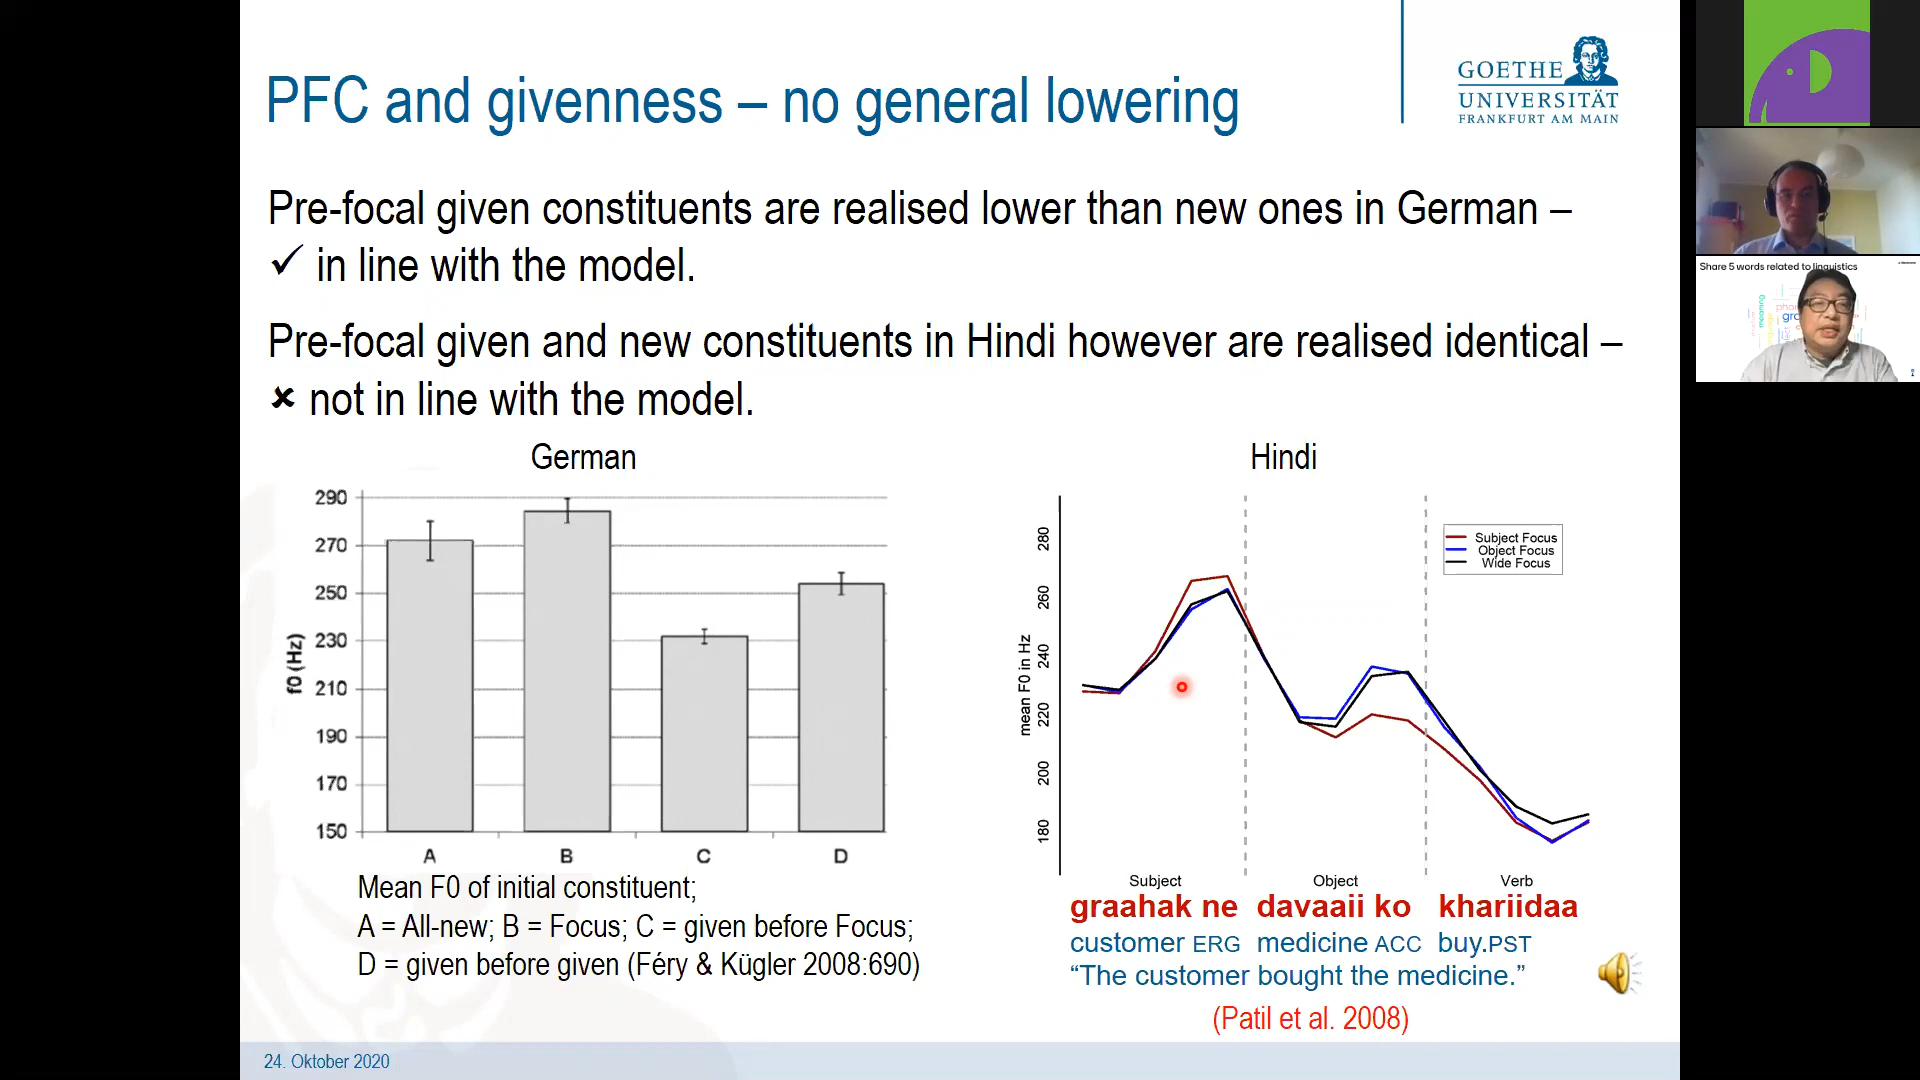 PFC and givenness – no general lowering
GOETHE
UNIVERSITÄT
FRANKFURT AM MAIN
Pre-focal given constituents are realised lower than new ones in German –
✓ in line with the model.
Pre-focal given and new constituents in Hindi however are realised identical –
✗ not in line with the model.
German
290
270
250
230
210
190
170
150
f0 (Hz)
A B C D
Mean F0 of initial constituent;
A = All-new; B = Focus; C = given before Focus;
D = given before given (Féry & Kügler 2008:690)
Hindi
280
260
240
220
200
180
mean F0 in Hz
Subject Focus
Object Focus
Wide Focus
Subject Object Verb
graahak ne davaaii ko khariidaa
customer ERG medicine ACC buy.PST
“The customer bought the medicine.”
(Patil et al. 2008)
24. Oktober 2020
Share 5 words related to linguistics
meaning